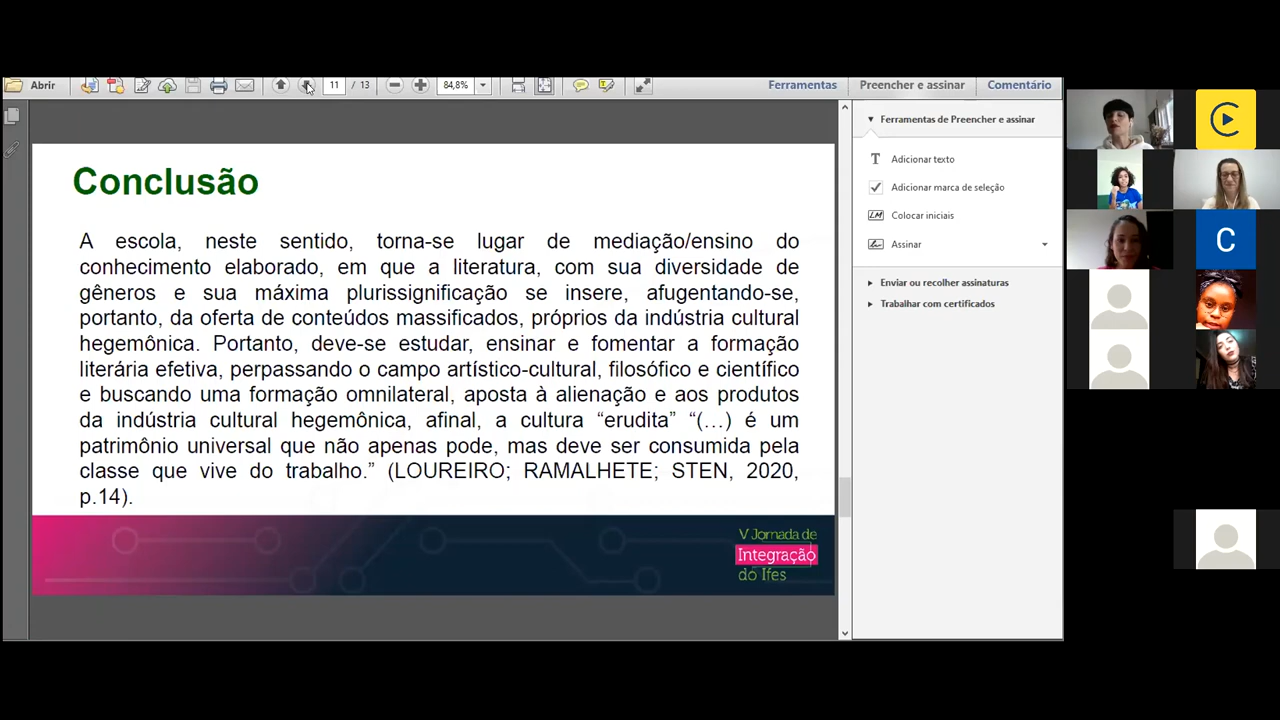 Abrir
11 / 13
84,8%
Ferramentas
Preencher e assinar
Comentário
Ferramentas de Preencher e assinar
Adicionar texto
Adicionar marca de seleção
Colocar iniciais
Assinar
Enviar ou recolher assinaturas
Trabalhar com certificados
Conclusão
A escola, neste sentido, torna-se lugar de mediação/ensino do
conhecimento elaborado, em que a literatura, com sua diversidade de
gêneros e sua máxima plurissignificação se insere, afugentando-se,
portanto, da oferta de conteúdos massificados, próprios da indústria cultural
hegemônica. Portanto, deve-se estudar, ensinar e fomentar a formação
literária efetiva, perpassando o campo artístico-cultural, filosófico e científico
e buscando uma formação omnilateral, aposta à alienação e aos produtos
da indústria cultural hegemônica, afinal, a cultura “erudita” “(…) é um
patrimônio universal que não apenas pode, mas deve ser consumida pela
classe que vive do trabalho.” (LOUREIRO; RAMALHETE; STEN, 2020,
p.14).
V Jornada de
Integração
do Ifes
C